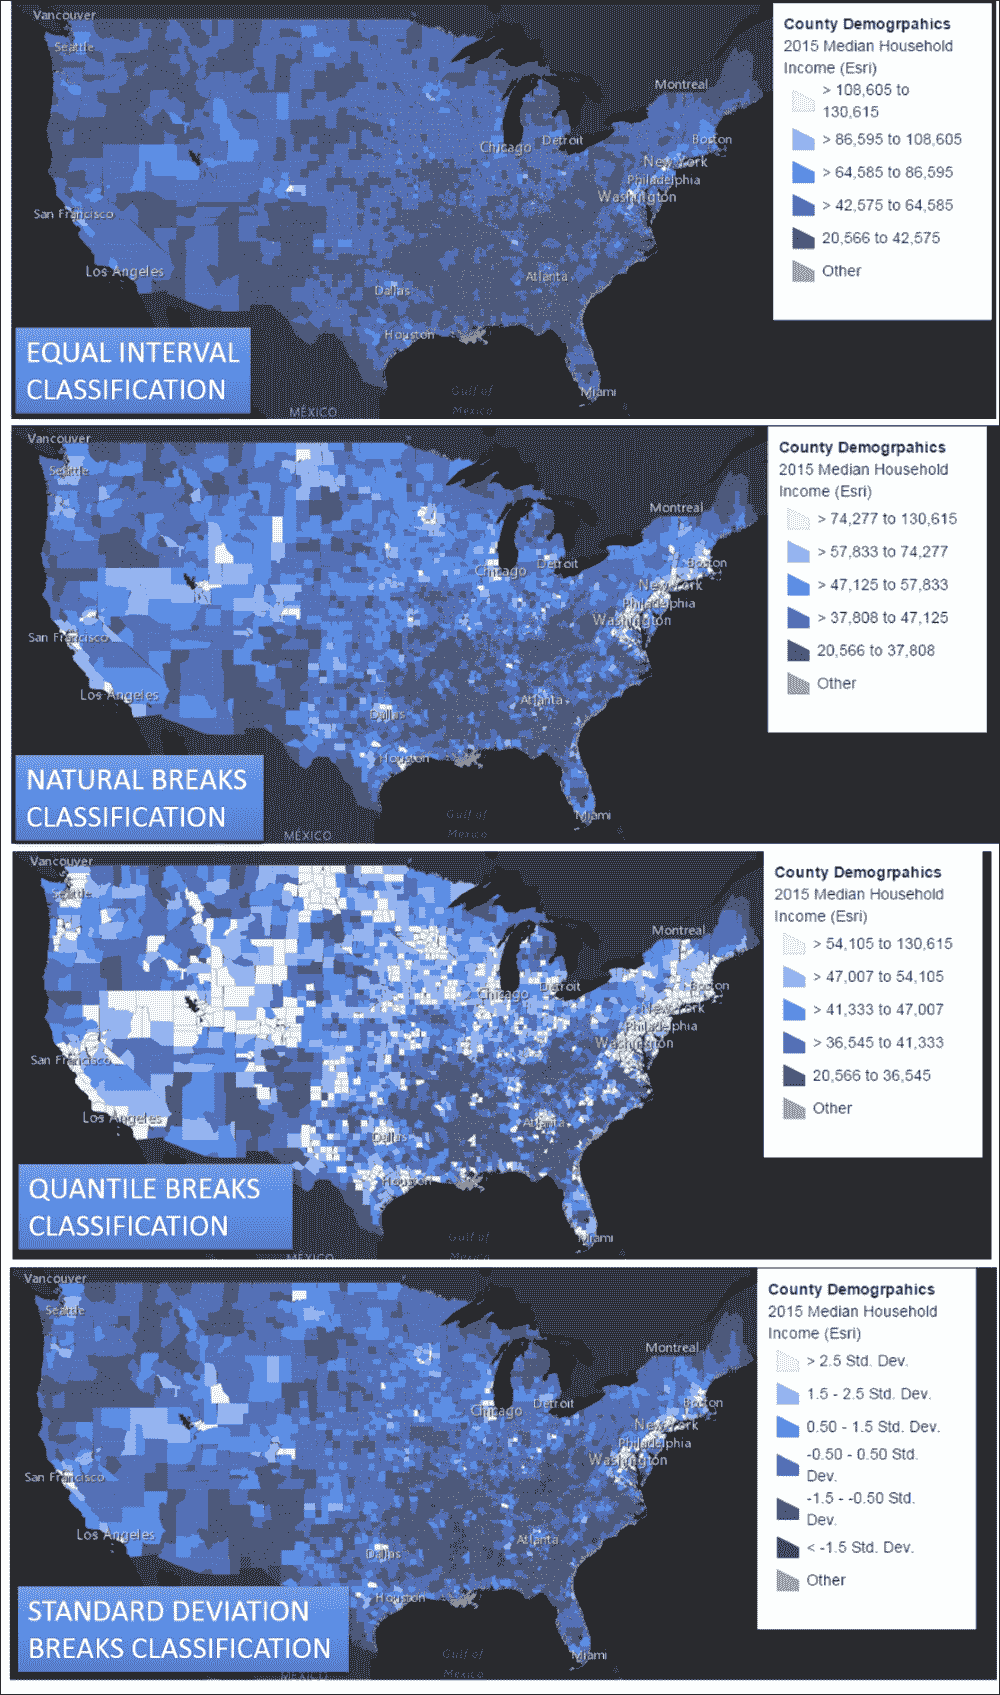 Vancouver
Seattle
Montreal
Chicago
Detroit
Boston
New York
Philadelphia
Washington
San Francisco
Los Angeles
Atlanta
Dallas
Houston
Gulf of
Mexico
Miami
MÉXICO
EQUAL INTERVAL
CLASSIFICATION
County Demogrpahics
2015 Median Household
Income (Esri)
> 108,605 to
130,615
> 86,595 to 108,605
> 64,585 to 86,595
> 42,575 to 64,585
20,566 to 42,575
Other
Vancouver
Seattle
Montreal
Chicago
Detroit
Boston
New York
Philadelphia
Washington
San Francisco
Los Angeles
Atlanta
Dallas
Houston
Gulf of
Mexico
Miami
MÉXICO
NATURAL BREAKS
CLASSIFICATION
County Demogrpahics
2015 Median Household
Income (Esri)
> 74,277 to 130,615
> 57,833 to 74,277
> 47,125 to 57,833
> 37,808 to 47,125
20,566 to 37,808
Other
Vancouver
Seattle
Montreal
Chicago
Detroit
Boston
New York
Philadelphia
Washington
San Francisco
Los Angeles
Atlanta
Dallas
Houston
Gulf of
Mexico
Miami
MÉXICO
QUANTILE BREAKS
CLASSIFICATION
County Demogrpahics
2015 Median Household
Income (Esri)
> 54,105 to 130,615
> 47,007 to 54,105
> 41,333 to 47,007
> 36,545 to 41,333
20,566 to 36,545
Other
Vancouver
Seattle
Montreal
Chicago
Detroit
Boston
New York
Philadelphia
Washington
San Francisco
Los Angeles
Atlanta
Dallas
Houston
Gulf of
Mexico
Miami
MÉXICO
STANDARD DEVIATION
BREAKS CLASSIFICATION
County Demogrpahics
2015 Median Household
Income (Esri)
> 2.5 Std. Dev.
1.5 - 2.5 Std. Dev.
0.50 - 1.5 Std. Dev.
-0.50 - 0.50 Std.
Dev.
-1.5 - -0.50 Std.
Dev.
< -1.5 Std. Dev.
Other